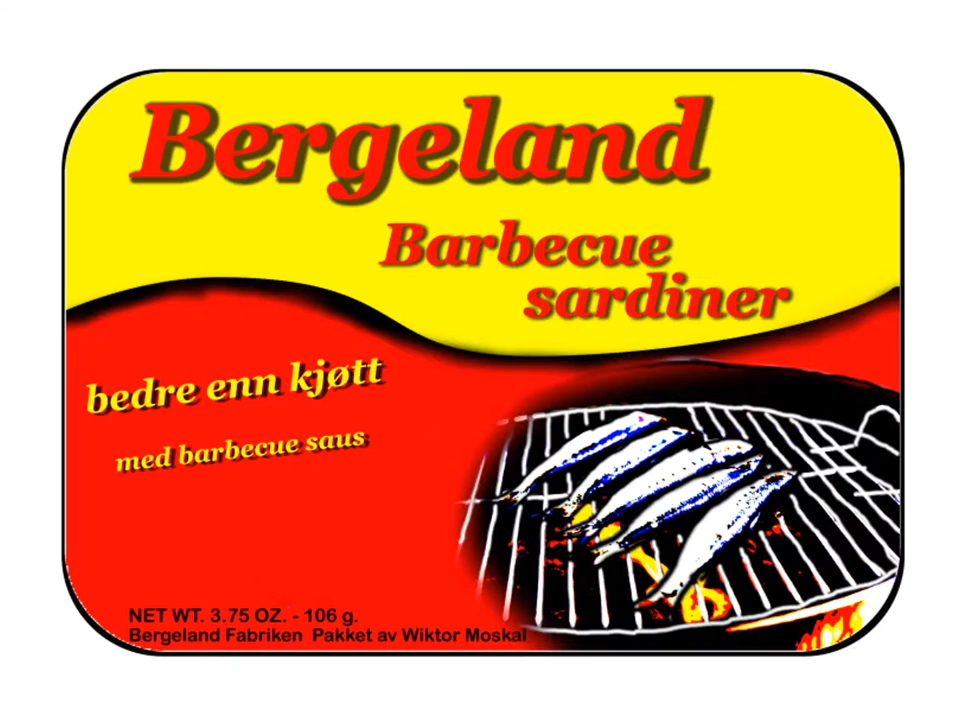 Bergeland
Barbecue
sardiner
bedre enn kjøtt
med barbecue saus
NET WT. 3.75 OZ. - 106 g.
Bergeland Fabriken Pakket av Wiktor Moskal